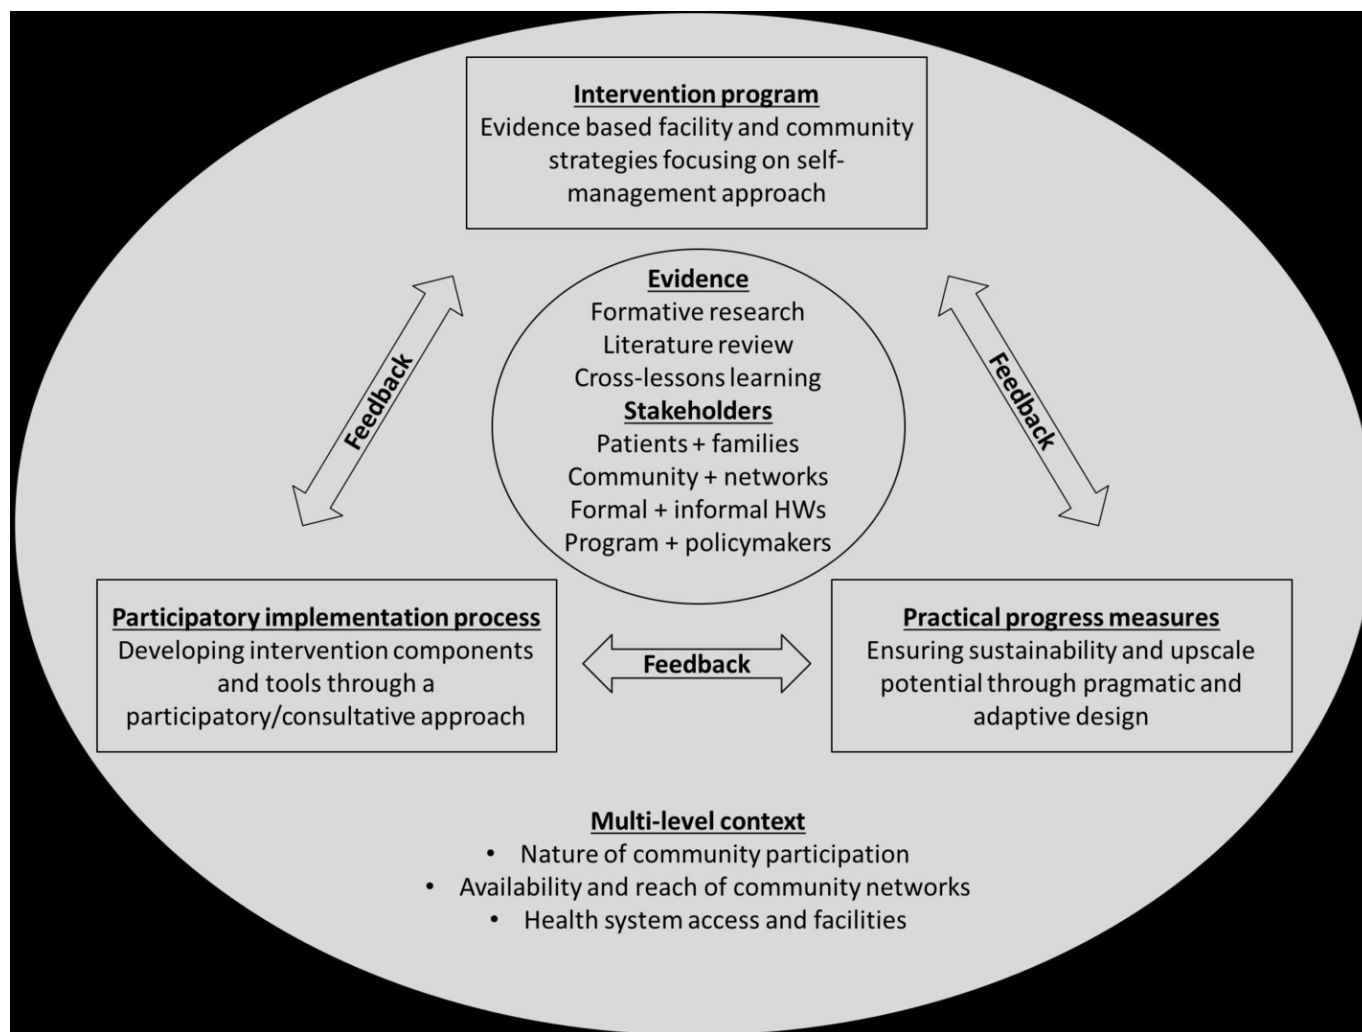 Intervention program
Evidence based facility and community
strategies focusing on self-
management approach
Evidence
Formative research
Literature review
Cross-lessons learning
Stakeholders
Patients + families
Community + networks
Formal + informal HWs
Program + policymakers
Feedback
Feedback
Participatory implementation process
Developing intervention components
and tools through a
participatory/consultative approach
Feedback
Practical progress measures
Ensuring sustainability and upscale
potential through pragmatic and
adaptive design
Multi-level context
• Nature of community participation
• Availability and reach of community networks
• Health system access and facilities